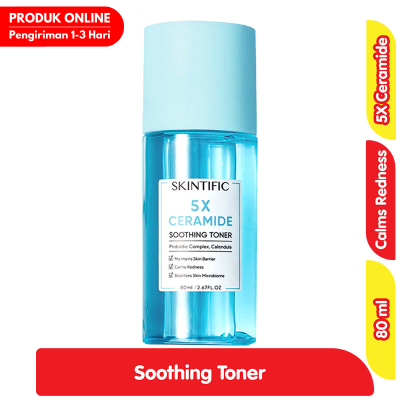 PRODUK ONLINE
Pengiriman 1-3 Hari
SKINTIFIC
5X
CERAMIDE
SOOTHING TONER
Probiotic Complex, Calendula
Maintains Skin Barrier
Calms Redness
Stabilizes Skin Microbiome
80ml / 2.67FL.OZ
5X Ceramide
Calms Redness
80 ml
Soothing Toner